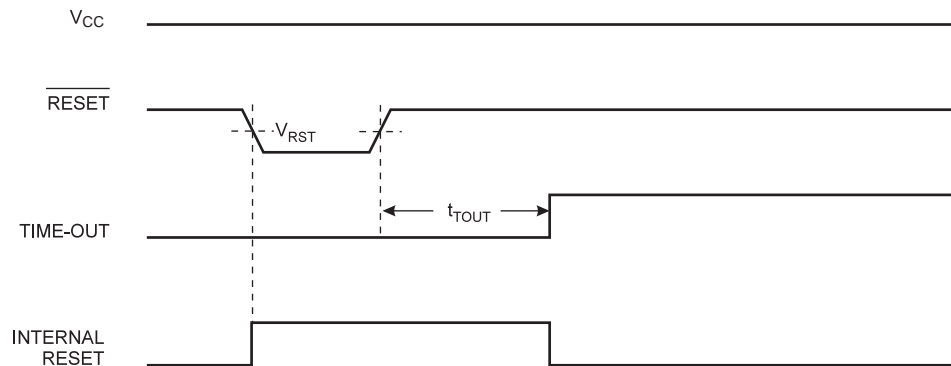 VCC
RESET
VRST
tTOUT
TIME-OUT
INTERNAL
RESET